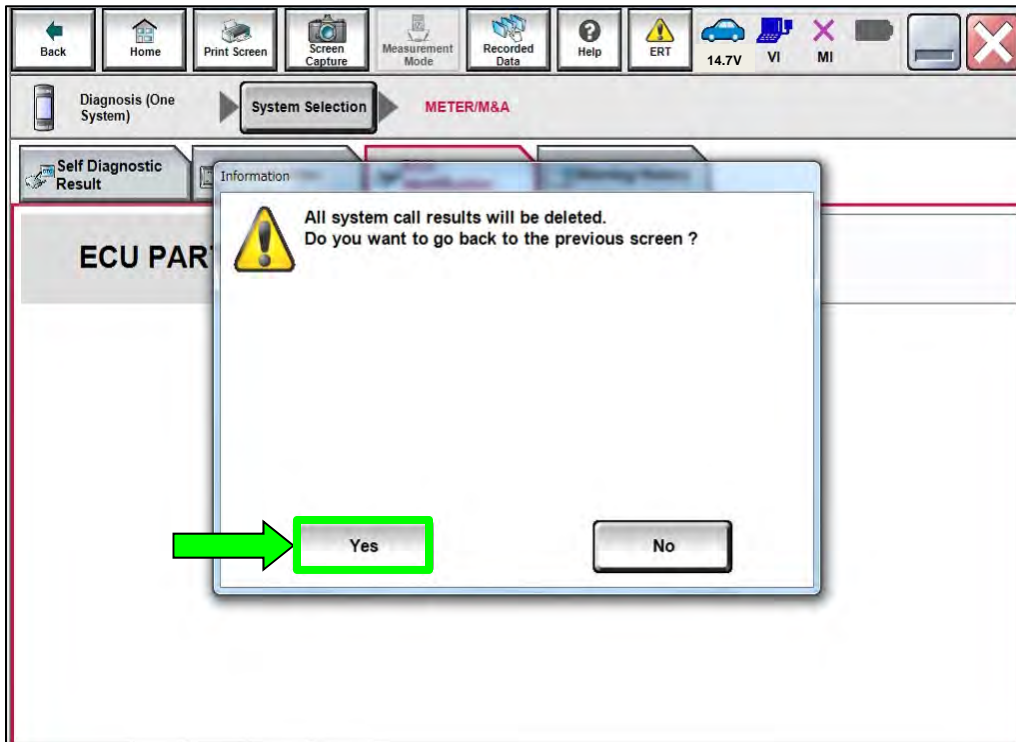 Back
Home
Print Screen
Screen
Capture
Measurement
Mode
Recorded
Data
Help
ERT
14.7V
VI
MI
Diagnosis (One
System)
System Selection
METER/M&A
Self Diagnostic
Result
Information
All system call results will be deleted.
Do you want to go back to the previous screen ?
ECU PAR
Yes
No